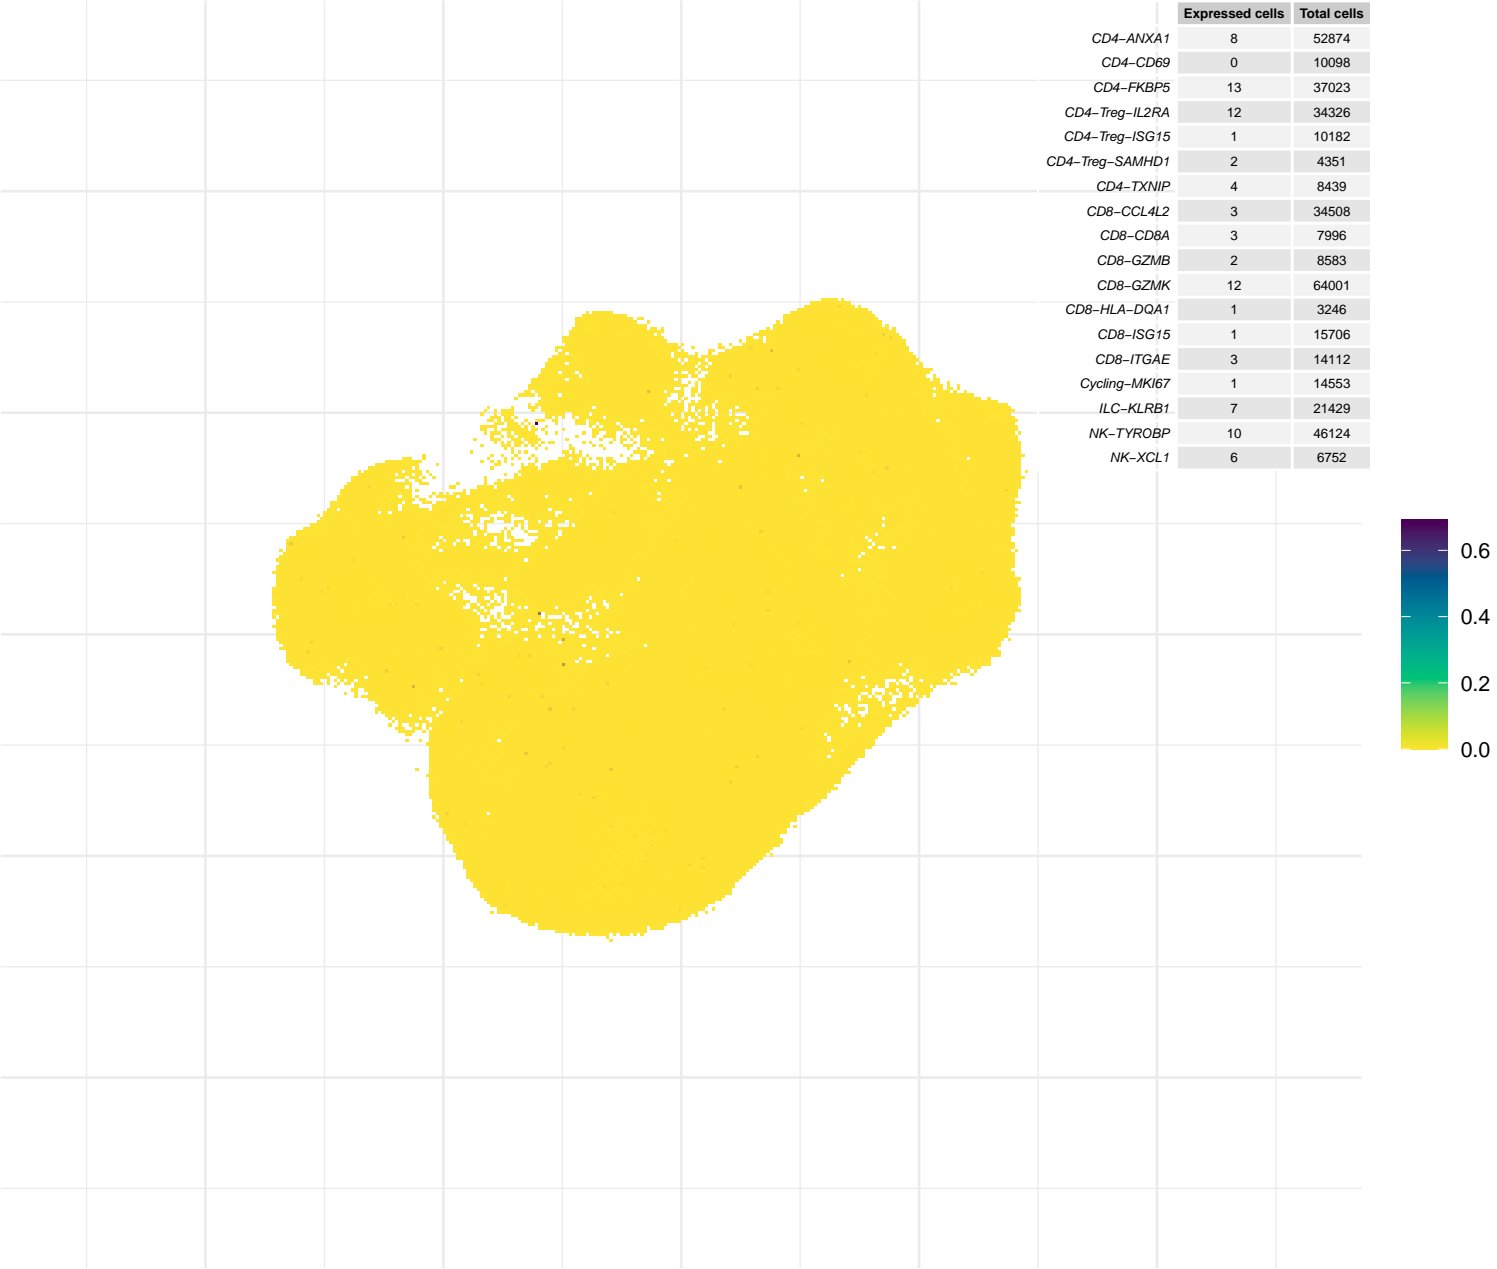 Expressed cells Total cells
CD4−ANXA1 8 52874
CD4−CD69 0 10098
CD4−FKBP5 13 37023
CD4−Treg−IL2RA 12 34326
CD4−Treg−ISG15 1 10182
CD4−Treg−SAMHD1 2 4351
CD4−TXNIP 4 8439
CD8−CCL4L2 3 34508
CD8−CD8A 3 7996
CD8−GZMB 2 8583
CD8−GZMK 12 64001
CD8−HLA−DQA1 1 3246
CD8−ISG15 1 15706
CD8−ITGAE 3 14112
Cycling−MKI67 1 14553
ILC−KLRB1 7 21429
NK−TYROBP 10 46124
NK−XCL1 6 6752
0.6
0.4
0.2
0.0